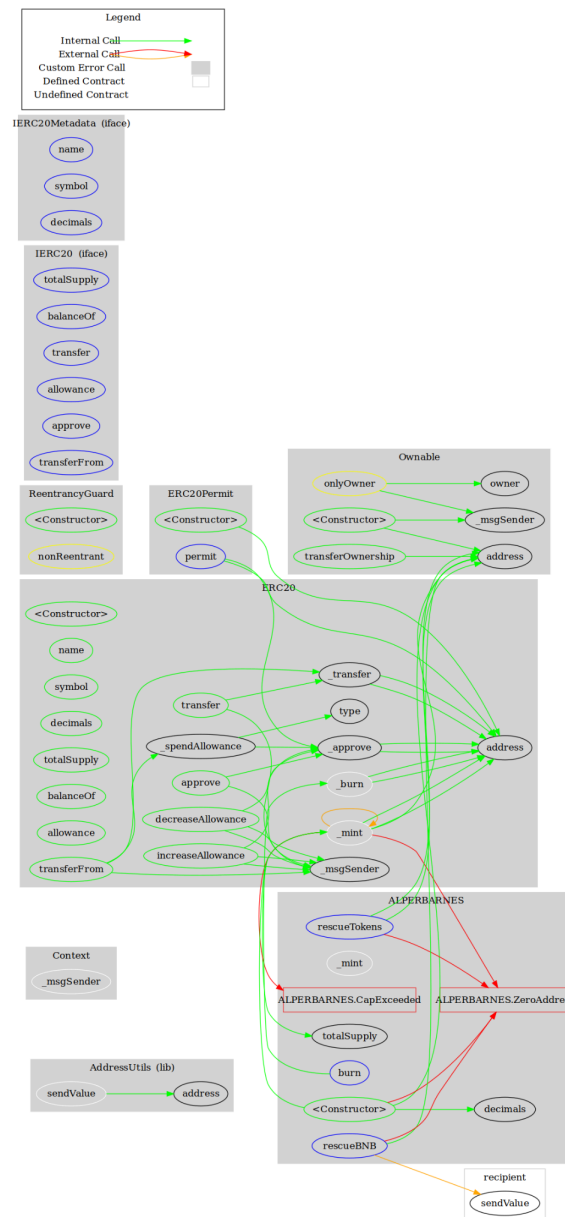 Legend
Internal Call
External Call
Custom Error Call
Defined Contract
Undefined Contract
IERC20Metadata (iface)
name
symbol
decimals
IERC20 (iface)
totalSupply
balanceOf
transfer
allowance
approve
transferFrom
ReentrancyGuard
<Constructor>
nonReentrant
ERC20Permit
<Constructor>
permit
Ownable
onlyOwner
owner
<Constructor>
_msgSender
transferOwnership
address
ERC20
<Constructor>
name
symbol
decimals
totalSupply
balanceOf
allowance
transferFrom
transfer
_spendAllowance
approve
decreaseAllowance
increaseAllowance
_transfer
type
_approve
_burn
_mint
_msgSender
address
ALPERBARNES
rescueTokens
_mint
ALPERBARNES.CapExceeded
ALPERBARNES.ZeroAddre
totalSupply
burn
<Constructor>
decimals
rescueBNB
Context
_msgSender
AddressUtils (lib)
sendValue
address
recipient
sendValue